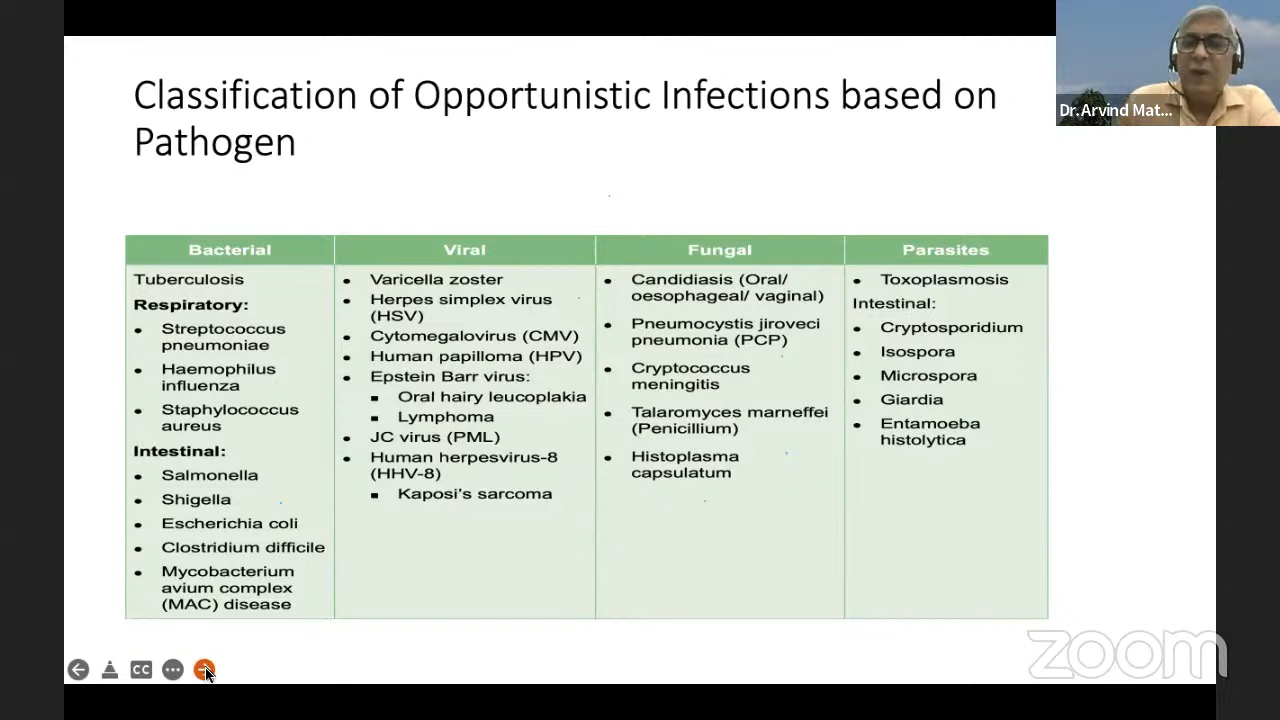 Classification of Opportunistic Infections based on
Pathogen
Dr.Arvind Mat...
Bacterial
Tuberculosis
Respiratory:
Streptococcus
pneumoniae
Haemophilus
influenza
Staphylococcus
aureus
Intestinal:
Salmonella
Shigella
Escherichia coli
Clostridium difficile
Mycobacterium
avium complex
(MAC) disease
Viral
Varicella zoster
Herpes simplex virus
(HSV)
Cytomegalovirus (CMV)
Human papilloma (HPV)
Epstein Barr virus:
Oral hairy leucoplakia
Lymphoma
JC virus (PML)
Human herpesvirus-8
(HHV-8)
Kaposi's sarcoma
Fungal
Candidiasis (Oral/
oesophageal/ vaginal)
Pneumocystis jiroveci
pneumonia (PCP)
Cryptococcus
meningitis
Talaromyces marneffei
(Penicillium)
Histoplasma
capsulatum
Parasites
Toxoplasmosis
Intestinal:
Cryptosporidium
Isospora
Microspora
Giardia
Entamoeba
histolytica
CC
zoom